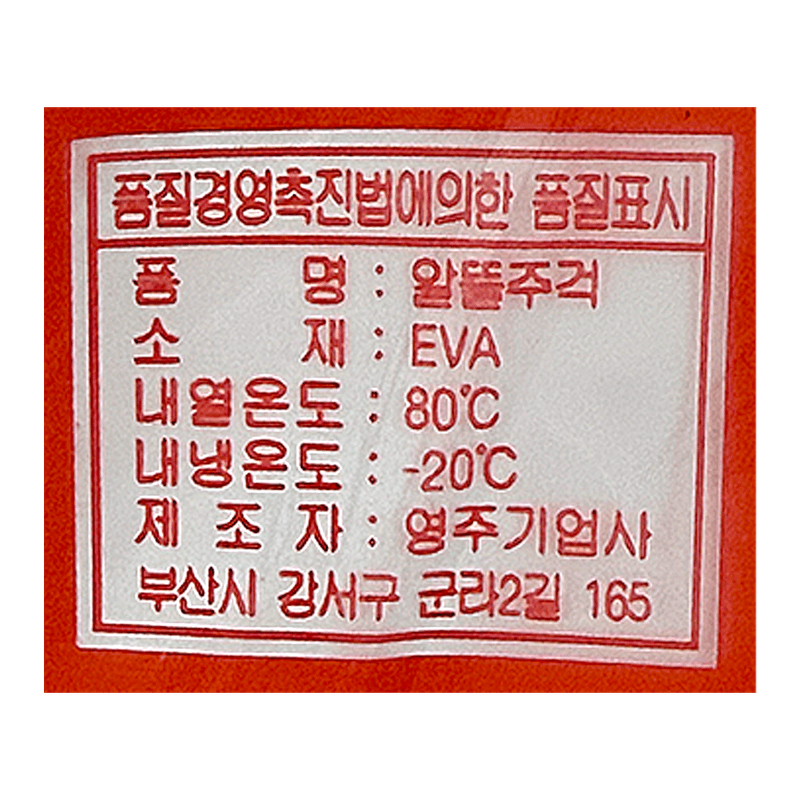 품질경영촉진법에의한 품질표시
품 명 : 알뜰주걱
소 재 : EVA
내열온도 : 80℃
내냉온도 : -20℃
제 조 자 : 영주기업사
부산시 강서구 군라2길 165